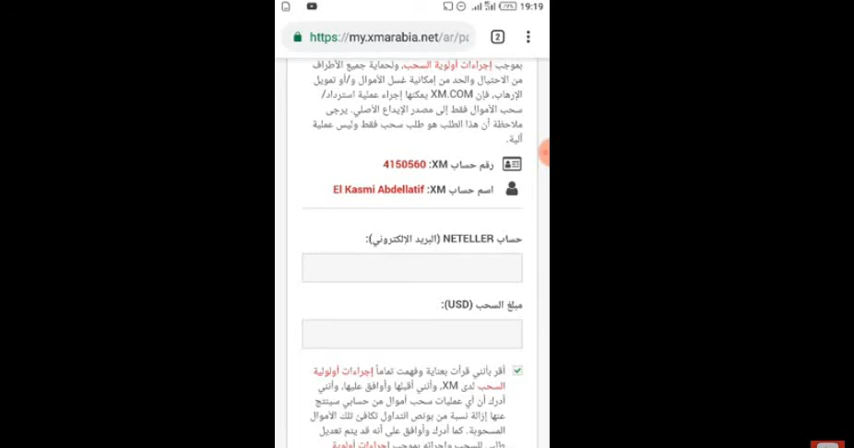 19:19
https://my.xmarabia.net/ar/pa
2
بموجب إجراءات أولوية السحب, ولحماية جميع الأطراف
من الاحتيال والحد من إمكانية غسل الأموال و/أو تمويل
الإرهاب, فإن XM.COM يمكنها إجراء عملية استرداد/
سحب الأموال فقط إلى مصدر الإيداع الأصلي. يرجى
ملاحظة أن هذا الطلب هو طلب سحب فقط وليس عملية
آلية.
رقم حساب XM: 4150560
اسم حساب XM: El Kasmi Abdellatif
حساب NETELLER (البريد الإلكتروني):
مبلغ السحب (USD):
أقر بأنني قرأت بعناية وفهمت تماماً إجراءات أولولية
السحب لدى XM, وأنني أقبلها وأوافق عليها, وأنني
أدرك أن أي عمليات سحب أموال من حسابي سينتج
عنها إزالة نسبة من بونص التداول تكافئ تلك الأموال
المسحوبة. كما أدرك وأوافق على أنه قد يتم تعديل